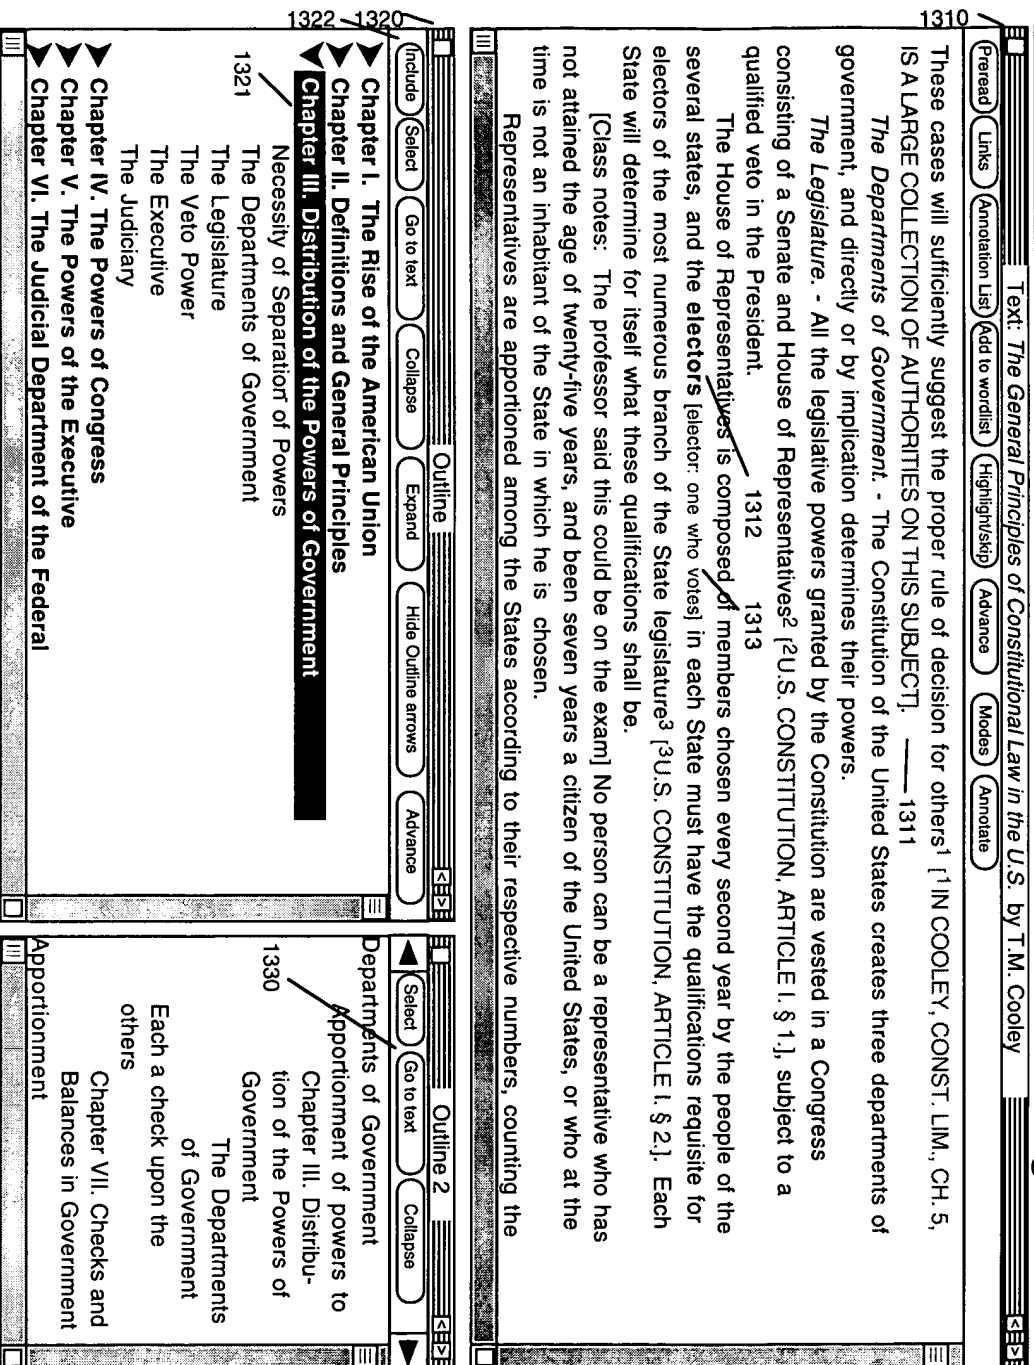 1310
Text: The General Principles of Constitutional Law in the U.S. by T.M. Cooley
Preread Links Annotation List Add to wordlist Highlight/skip Advance Modes Annotate
These cases will sufficiently suggest the proper rule of decision for others1 [1IN COOLEY, CONST. LIM., CH. 5,
IS A LARGE COLLECTION OF AUTHORITIES ON THIS SUBJECT]. 1311
The Departments of Government. - The Constitution of the United States creates three departments of
government, and directly or by implication determines their powers.
The Legislature. - All the legislative powers granted by the Constitution are vested in a Congress
consisting of a Senate and House of Representatives2 [2U.S. CONSTITUTION, ARTICLE I. § 1.], subject to a
qualified veto in the President. 1312 1313
The House of Representatives is composed of members chosen every second year by the people of the
several states, and the electors [elector: one who votes] in each State must have the qualifications requisite for
electors of the most numerous branch of the State legislature3 [3U.S. CONSTITUTION, ARTICLE I. § 2.]. Each
State will determine for itself what these qualifications shall be.
[Class notes: The professor said this could be on the exam] No person can be a representative who has
not attained the age of twenty-five years, and been seven years a citizen of the United States, or who at the
time is not an inhabitant of the State in which he is chosen.
Representatives are apportioned among the States according to their respective numbers, counting the
1320
1322
Outline
Include Select Go to text Collapse Expand Hide Outline arrows Advance
Chapter I. The Rise of the American Union
Chapter II. Definitions and General Principles
Chapter III. Distribution of the Powers of Government
1321
Necessity of Separation of Powers
The Departments of Government
The Legislature
The Veto Power
The Executive
The Judiciary
Chapter IV. The Powers of Congress
Chapter V. The Powers of the Executive
Chapter VI. The Judicial Department of the Federal
Outline 2
Select Go to text Collapse
Departments of Government
Apportionment of powers to
Chapter III. Distribu-
tion of the Powers of
Government
1330
The Departments
of Government
Each a check upon the
others
Chapter VII. Checks and
Balances in Government
Apportionment